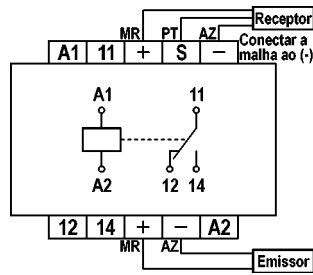 Receptor
MR PT AZ
A1 11 + S −
Conectar a
malha ao (-)
A1 11
A2 12 14
12 14 + − A2
MR AZ
Emissor